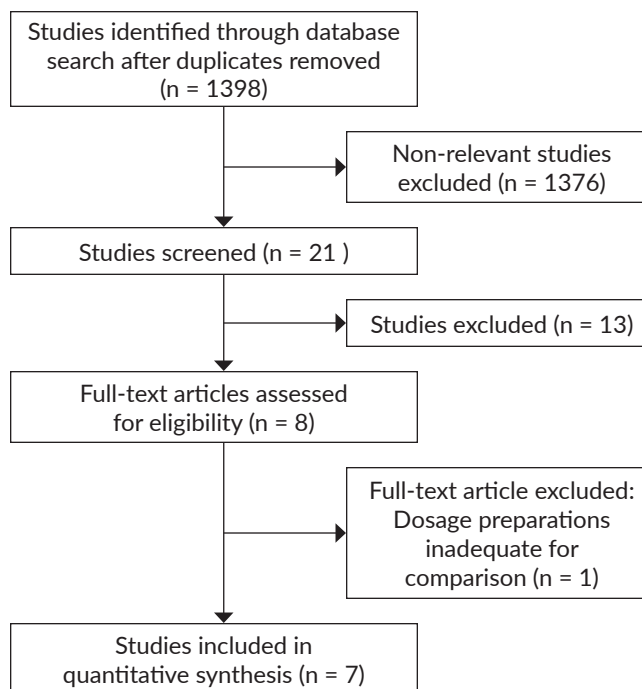 Studies identified through database
search after duplicates removed
(n = 1398)
Non-relevant studies
excluded (n = 1376)
Studies screened (n = 21 )
Studies excluded (n = 13)
Full-text articles assessed
for eligibility (n = 8)
Full-text article excluded:
Dosage preparations
inadequate for
comparison (n = 1)
Studies included in
quantitative synthesis (n = 7)